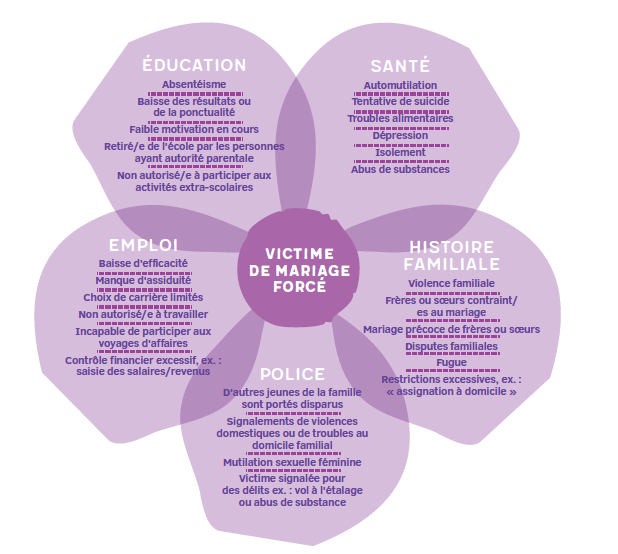 ÉDUCATION
Absentéisme
Baisse des résultats ou
de la ponctualité
Faible motivation en cours
Retiré/e de l'école par les personnes
ayant autorité parentale
Non autorisé/e à participer aux
activités extra-scolaires
SANTÉ
Automutilation
Tentative de suicide
Troubles alimentaires
Dépression
Isolement
Abus de substances
EMPLOI
Baisse d'efficacité
Manque d'assiduité
Choix de carrière limités
Non autorisé/e à travailler
Incapable de participer aux
voyages d'affaires
Contrôle financier excessif, ex. :
saisie des salaires/revenus
VICTIME
DE MARIAGE
FORCÉ
HISTOIRE
FAMILIALE
Violence familiale
Frères ou sœurs contraint/
es au mariage
Mariage précoce de frères ou sœurs
Disputes familiales
Fugue
Restrictions excessives, ex. :
« assignation à domicile »
POLICE
D'autres jeunes de la famille
sont portés disparus
Signalements de violences
domestiques ou de troubles au
domicile familial
Mutilation sexuelle féminine
Victime signalée pour
des délits ex. : vol à l'étalage
ou abus de substance